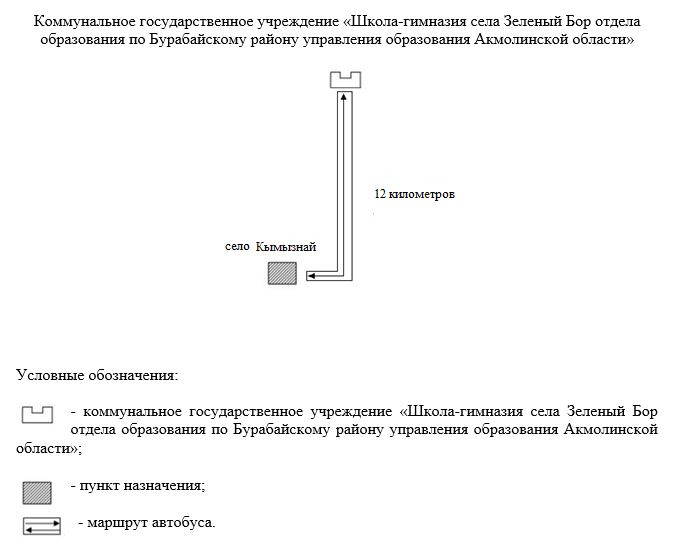 Коммунальное государственное учреждение «Школа-гимназия села Зеленый Бор отдела
образования по Бурабайскому району управления образования Акмолинской области»
12 километров
село Кымызнай
Условные обозначения:
- коммунальное государственное учреждение «Школа-гимназия села Зеленый Бор
отдела образования по Бурабайскому району управления образования Акмолинской
области»;
- пункт назначения;
- маршрут автобуса.